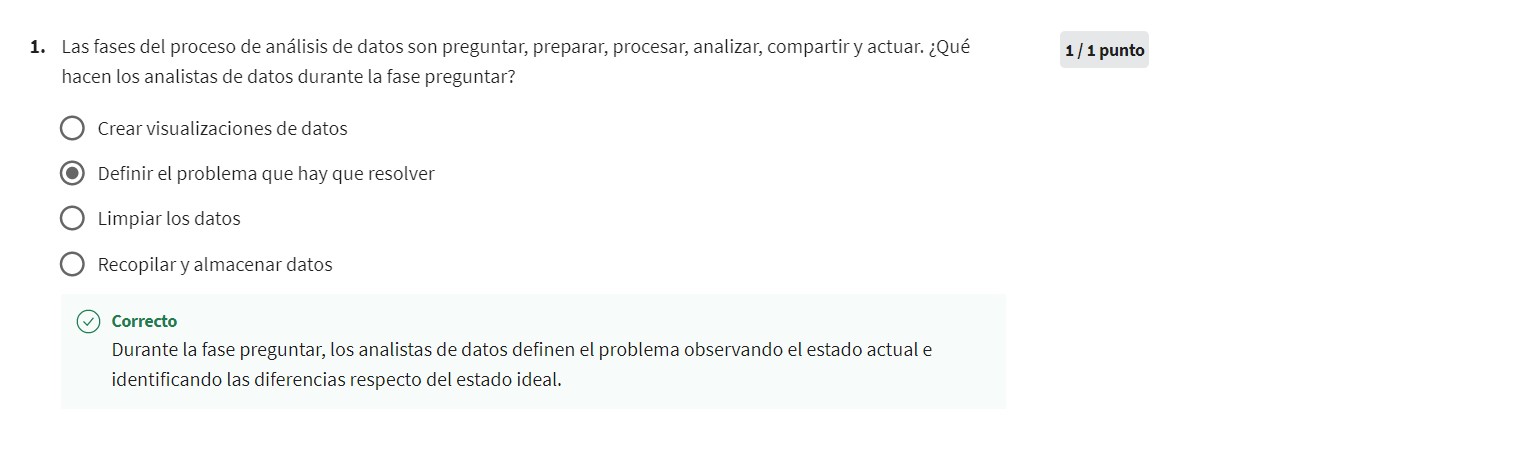 1. Las fases del proceso de análisis de datos son preguntar, preparar, procesar, analizar, compartir y actuar. ¿Qué
hacen los analistas de datos durante la fase preguntar?
1 / 1 punto
Crear visualizaciones de datos
Definir el problema que hay que resolver
Limpiar los datos
Recopilar y almacenar datos
Correcto
Durante la fase preguntar, los analistas de datos definen el problema observando el estado actual e
identificando las diferencias respecto del estado ideal.